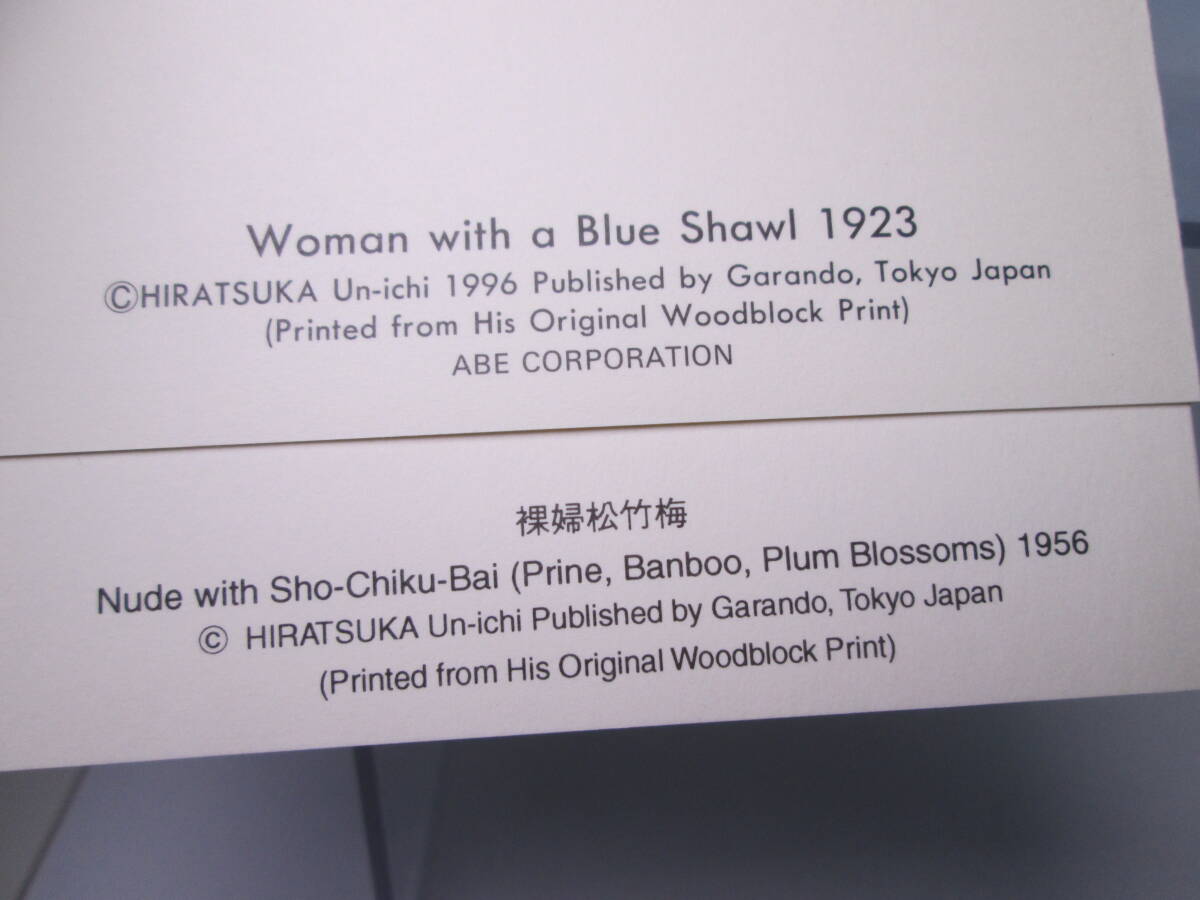 Woman with a Blue Shawl 1923
©HIRATSUKA Un-ichi 1996 Published by Garando, Tokyo Japan
(Printed from His Original Woodblock Print)
ABE CORPORATION
裸婦松竹梅
Nude with Sho-Chiku-Bai (Prine, Banboo, Plum Blossoms) 1956
© HIRATSUKA Un-ichi Published by Garando, Tokyo Japan
(Printed from His Original Woodblock Print)